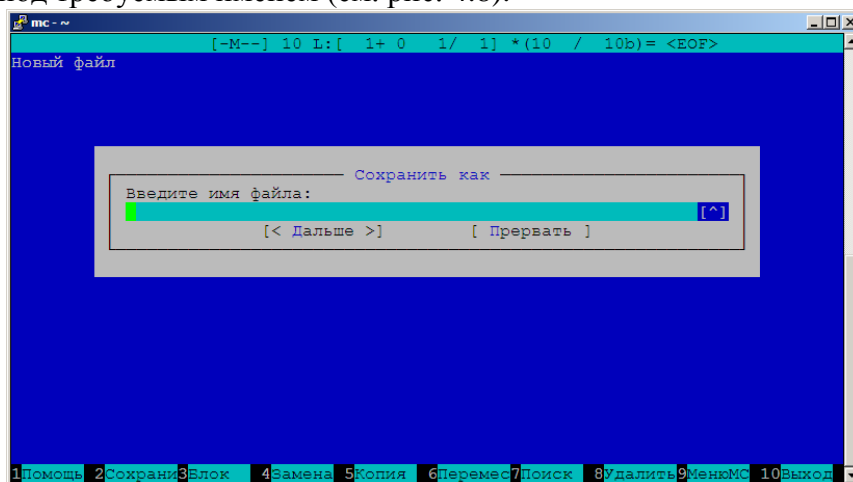 под требуемым именем (см. рис. 4.8).
mc - ~
[-M--] 10 L:[ 1+ 0 1/ 1] *(10 / 10b)= <EOF>
Новый файл
Сохранить как
Введите имя файла:
[^]
[< Дальше >] [ Прервать ]
1Помощь 2Сохрани3Блок 4Замена 5Копия 6Перемес7Поиск 8Удалить9МенюMC 10Выход